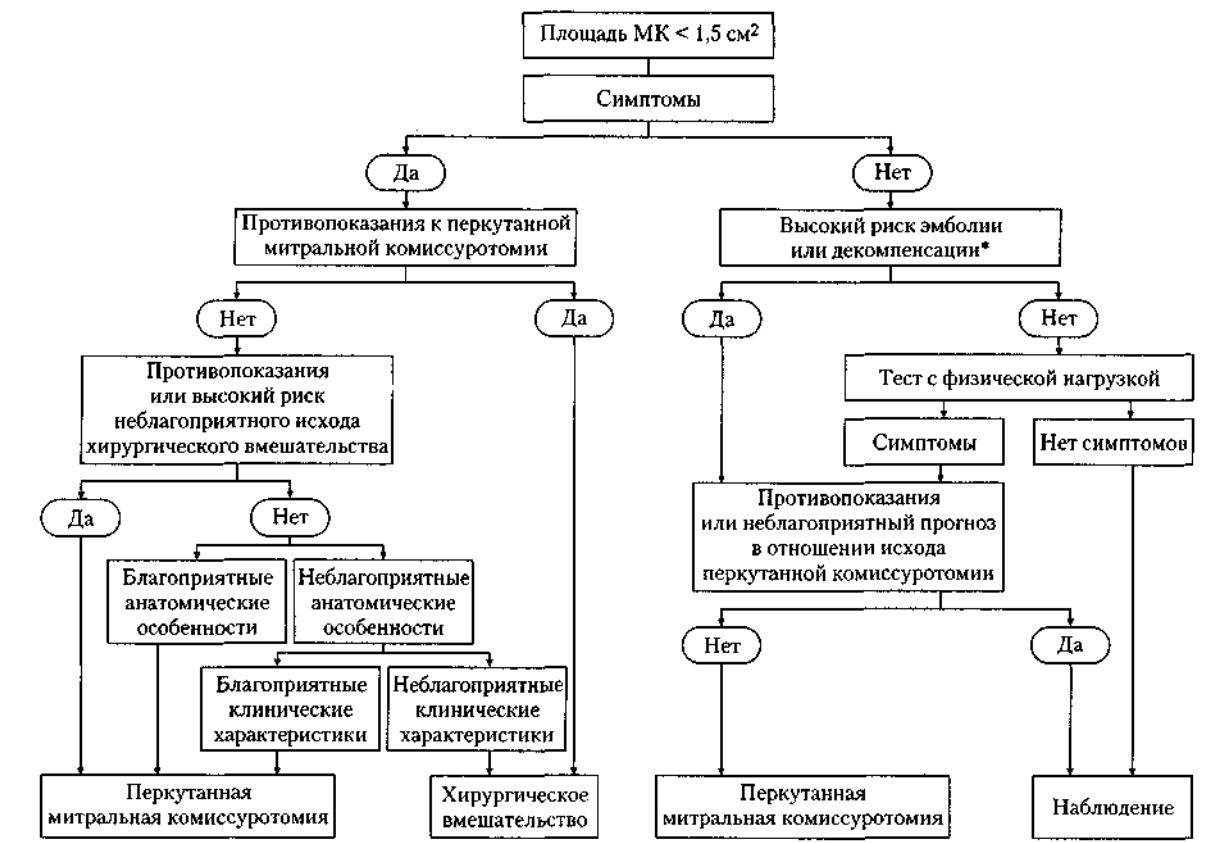 Площадь МК < 1,5 см²
Симптомы
Да
Нет
Противопоказания к перкутанной
митральной комиссуротомии
Высокий риск эмболии
или декомпенсации*
Нет
Да
Да
Нет
Противопоказания
или высокий риск
неблагоприятного исхода
хирургического вмешательства
Тест с физической нагрузкой
Симптомы
Нет симптомов
Да
Нет
Противопоказания
или неблагоприятный прогноз
в отношении исхода
перкутанной комиссуротомии
Благоприятные
анатомические
особенности
Неблагоприятные
анатомические
особенности
Нет
Да
Благоприятные
клинические
характеристики
Неблагоприятные
клинические
характеристики
Перкутанная
митральная комиссуротомия
Хирургическое
вмешательство
Перкутанная
митральная комиссуротомия
Наблюдение